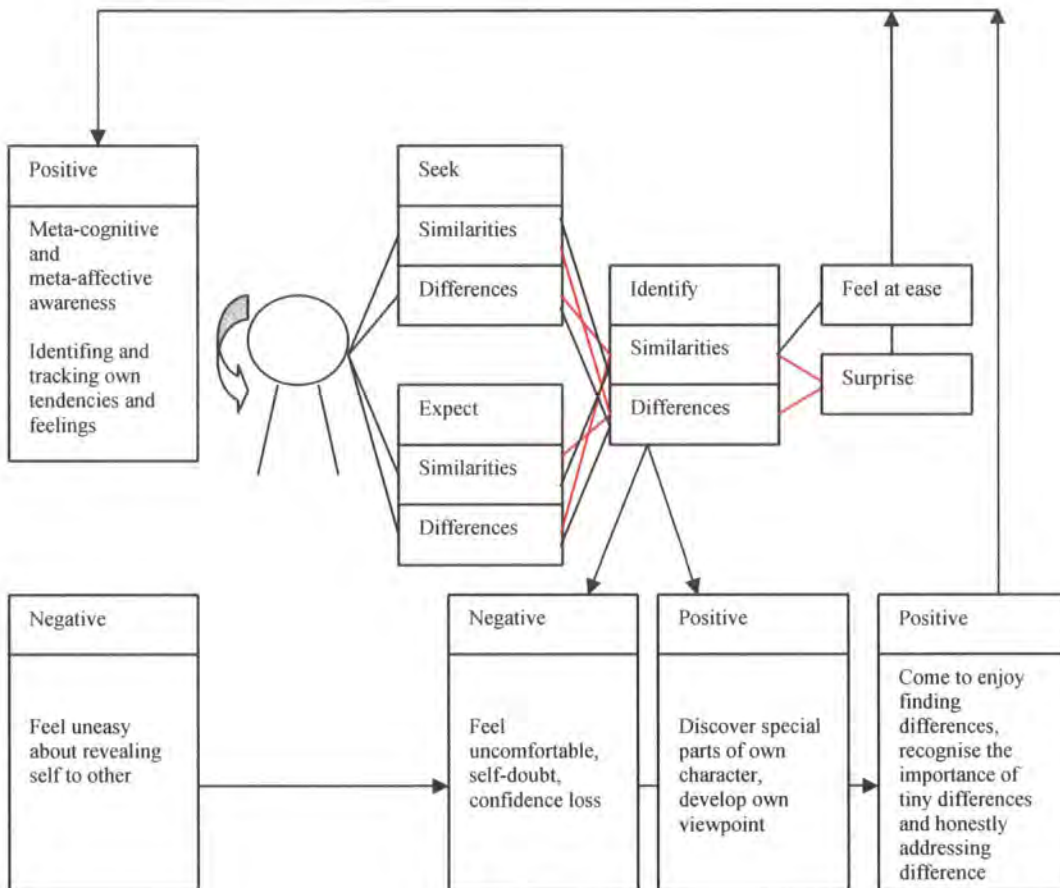 Positive
Meta-cognitive
and
meta-affective
awareness
Identifing and
tracking own
tendencies and
feelings
Seek
Similarities
Differences
Expect
Similarities
Differences
Identify
Similarities
Differences
Feel at ease
Surprise
Negative
Feel uneasy
about revealing
self to other
Negative
Feel
uncomfortable,
self-doubt,
confidence loss
Positive
Discover special
parts of own
character,
develop own
viewpoint
Positive
Come to enjoy
finding
differences,
recognise the
importance of
tiny differences
and honestly
addressing
difference